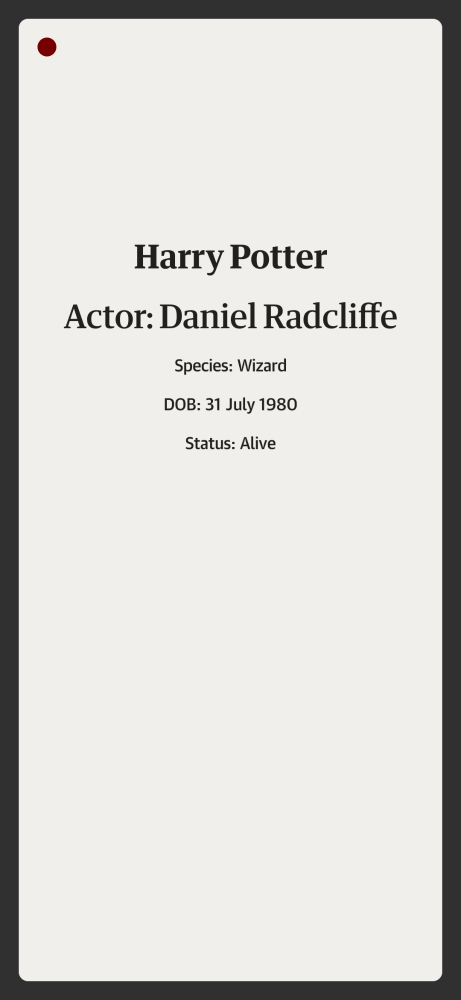 Harry Potter
Actor: Daniel Radcliffe
Species: Wizard
DOB: 31 July 1980
Status: Alive